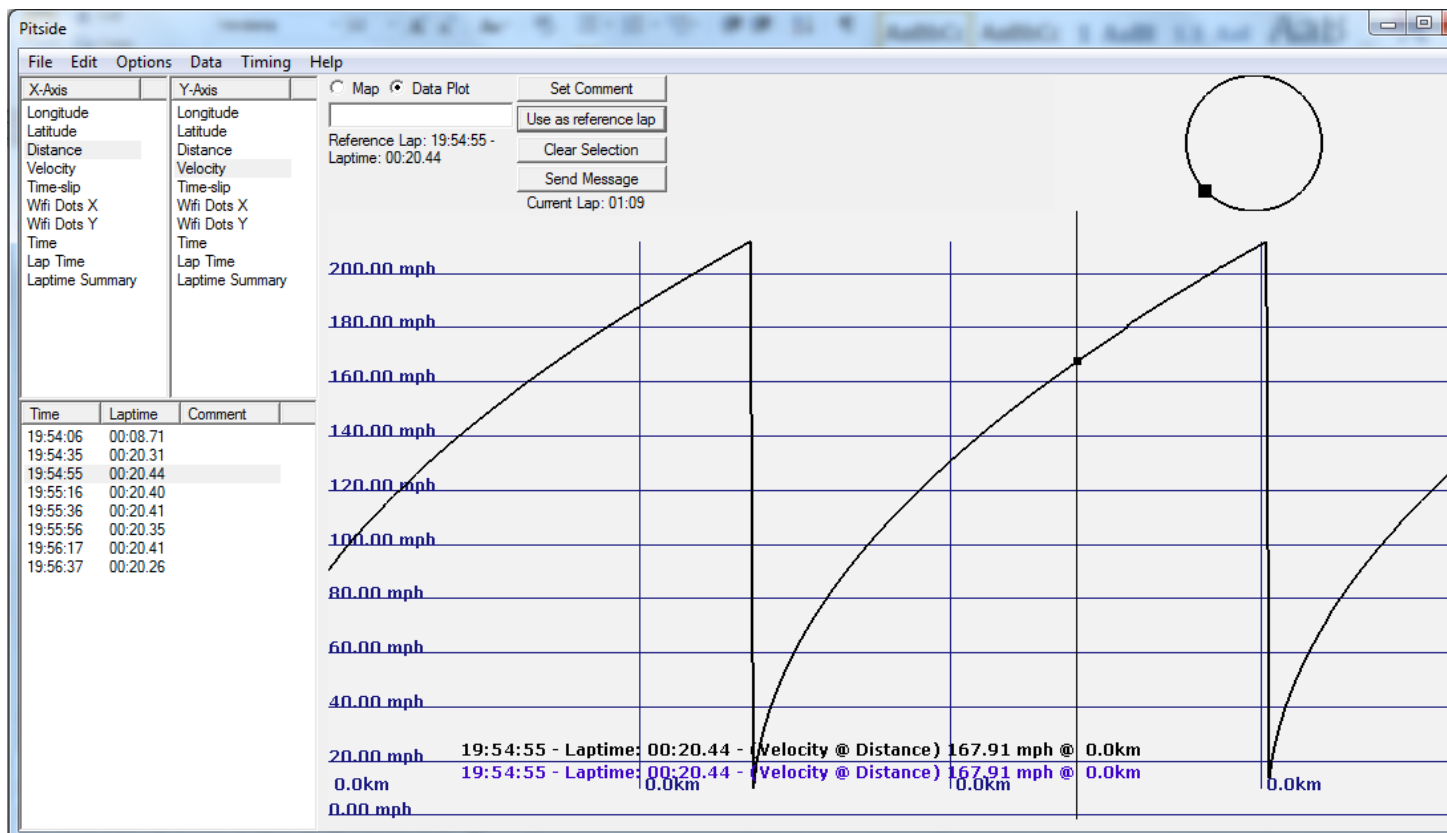 Pitside
File Edit Options Data Timing Help
X-Axis
Longitude
Latitude
Distance
Velocity
Time-slip
Wifi Dots X
Wifi Dots Y
Time
Lap Time
Laptime Summary
Y-Axis
Longitude
Latitude
Distance
Velocity
Time-slip
Wifi Dots X
Wifi Dots Y
Time
Lap Time
Laptime Summary
Map Data Plot
Reference Lap: 19:54:55 -
Laptime: 00:20.44
Set Comment
Use as reference lap
Clear Selection
Send Message
Current Lap: 01:09
Time Laptime Comment
19:54:06 00:08.71
19:54:35 00:20.31
19:54:55 00:20.44
19:55:16 00:20.40
19:55:36 00:20.41
19:55:56 00:20.35
19:56:17 00:20.41
19:56:37 00:20.26
200.00 mph
180.00 mph
160.00 mph
140.00 mph
120.00 mph
100.00 mph
80.00 mph
60.00 mph
40.00 mph
20.00 mph
19:54:55 - Laptime: 00:20.44 - (Velocity @ Distance) 167.91 mph @ 0.0km
19:54:55 - Laptime: 00:20.44 - (Velocity @ Distance) 167.91 mph @ 0.0km
0.0km 0.0km 0.0km 0.0km
0.00 mph